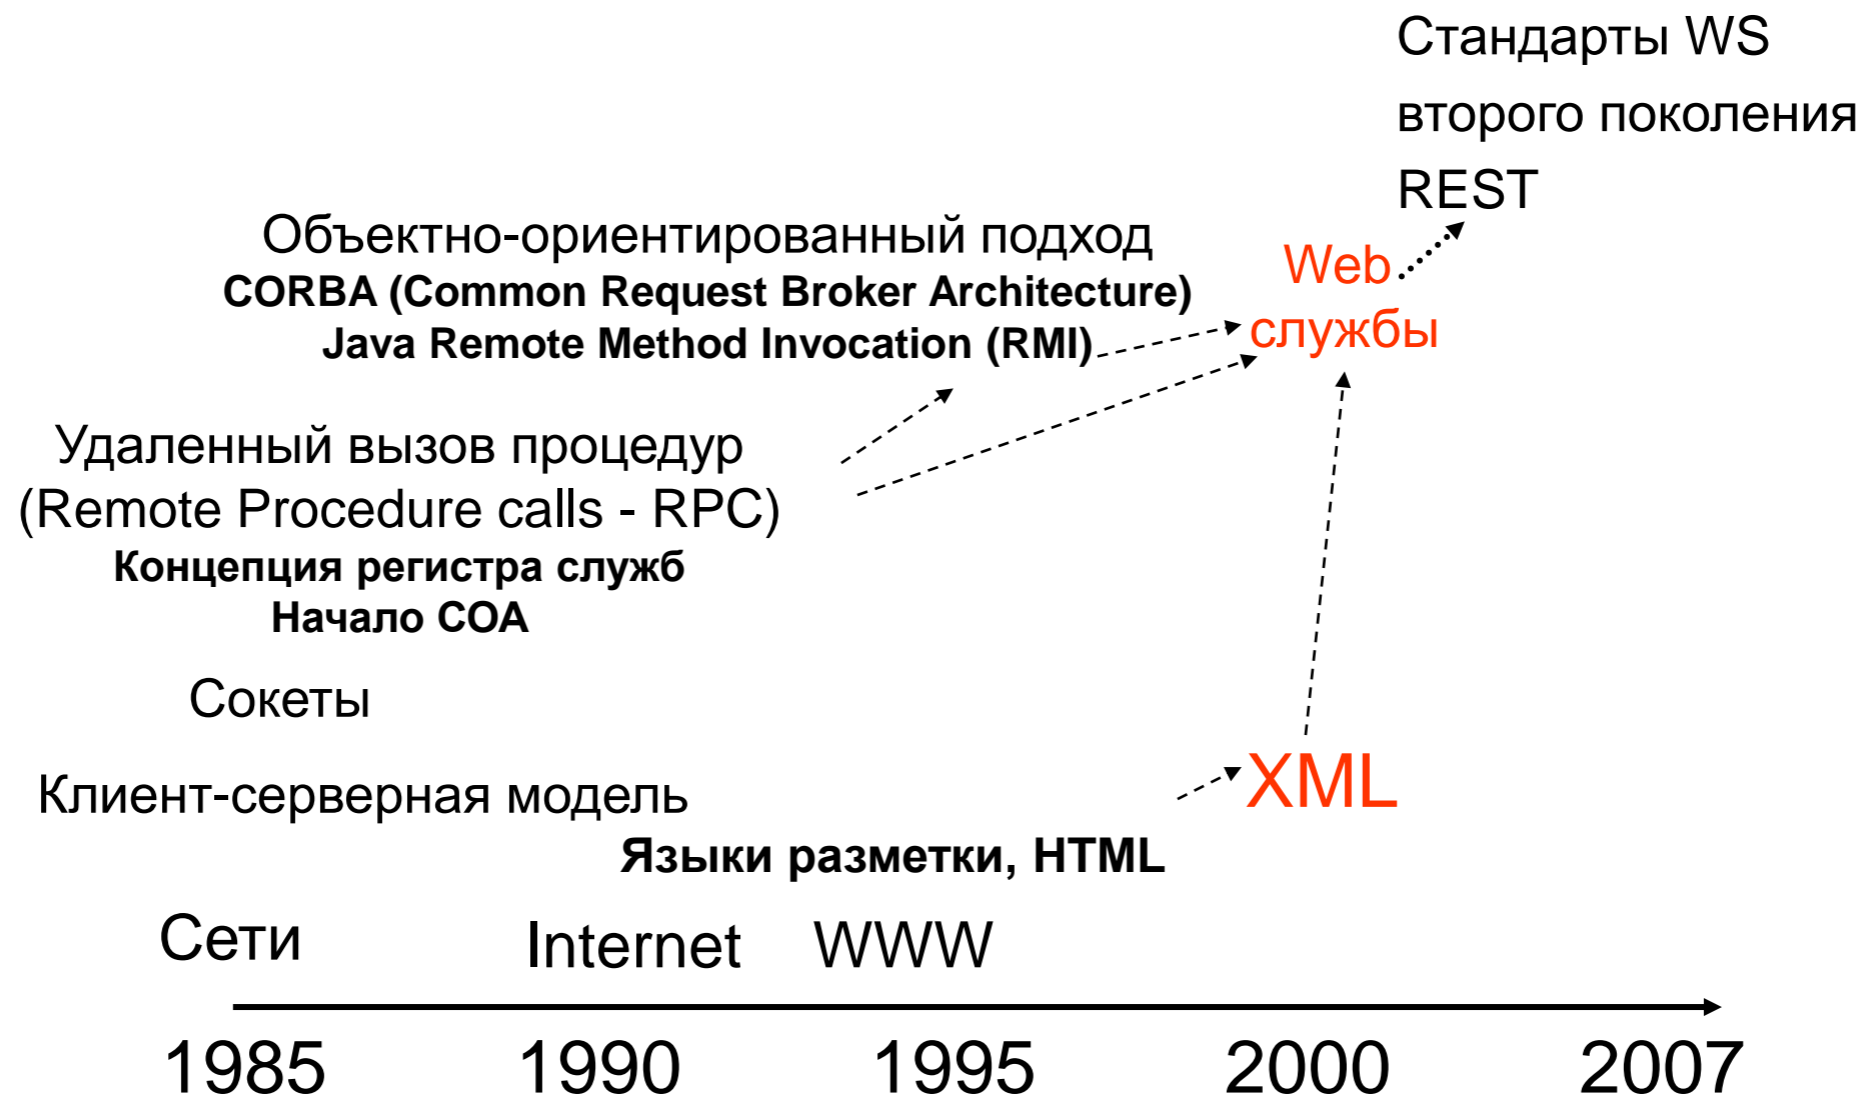 Стандарты WS
второго поколения
REST
Объектно-ориентированный подход
CORBA (Common Request Broker Architecture)
Java Remote Method Invocation (RMI)
Web
службы
Удаленный вызов процедур
(Remote Procedure calls - RPC)
Концепция регистра служб
Начало СОА
Сокеты
Клиент-серверная модель
XML
Языки разметки, HTML
Сети Internet WWW
1985 1990 1995 2000 2007